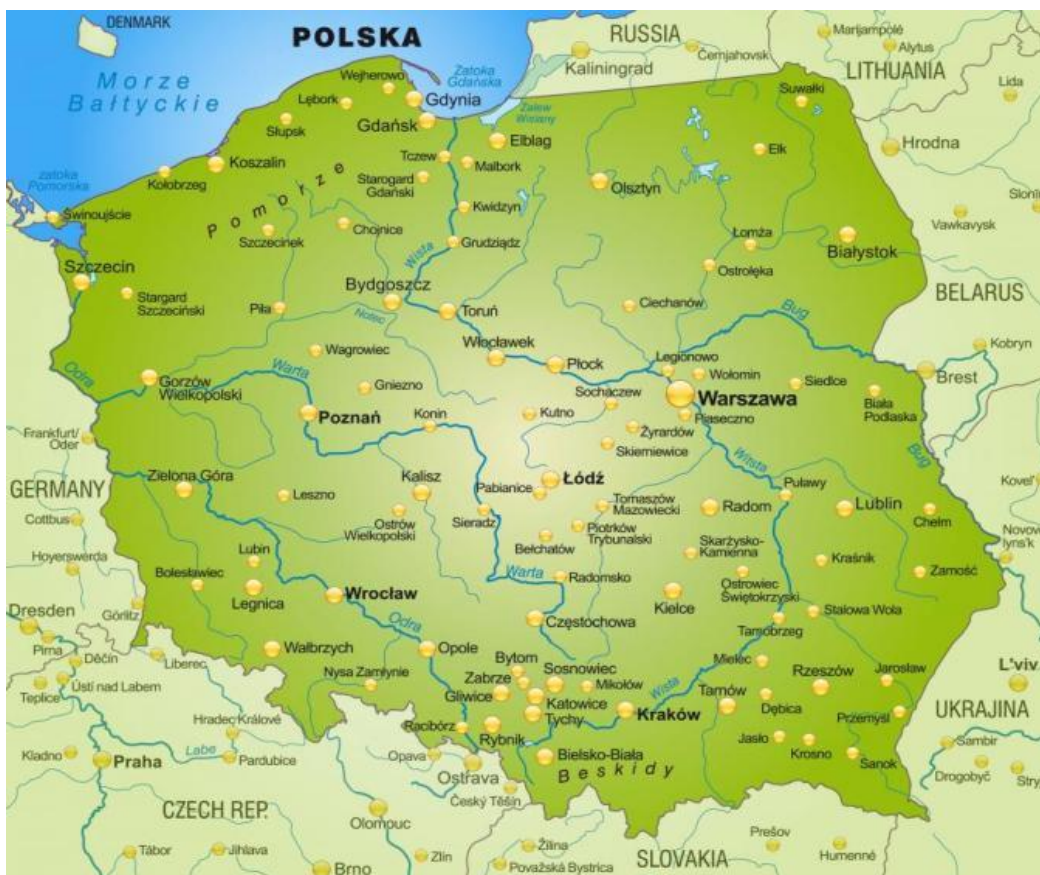 DENMARK
POLSKA
RUSSIA
Marijampolé
Alytus
Kaliningrad
Černjahovsk
LITHUANIA
Lida
Morze
Bałtyckie
Wejherowo
Zatoka
Gdańska
Gdynia
Lębork
Słupsk
Gdańsk
Zalew
Wislany
Elbląg
Suwałki
Ełk
Hrodna
Koszalin
Tczew
Malbork
zatoka
Pomorska
Kołobrzeg
Starogard
Gdański
Olsztyn
Slonim
Pomorze
Świnoujście
Kwidzyn
Vawkavysk
Szczecinek
Chojnice
Grudziądz
Wisła
Łomża
Białystok
Szczecin
Ostrołęka
Bydgoszcz
Stargard
Szczeciński
Piła
Notec
Toruń
Ciechanów
Bug
BELARUS
Wagrowiec
Włocławek
Płock
Legionowo
Kobryn
Odra
Gorzów
Wielkopolski
Warta
Gniezno
Wołomin
Siedlce
Brest
Sochaczew
Warszawa
Biała
Podlaska
Poznań
Konin
Kutno
Piaseczno
Żyrardów
Skierniewice
Frankfurt/
Oder
Wisła
Bug
Zielona Góra
Kalisz
Łódź
GERMANY
Leszno
Pabianice
Puławy
Kovel'
Cottbus
Ostrów
Wielkopolski
Sieradz
Tomaszów
Mazowiecki
Radom
Lublin
Chełm
Piotrków
Trybunalski
Hoyerswerda
Lubin
Bełchatów
Skarżysko-
Kamienna
Novovo
lyns'k
Bolesławiec
Warta
Radomsko
Kraśnik
Zamość
Legnica
Wrocław
Kielce
Ostrowiec
Świętokrzyski
Dresden
Görlitz
Odra
Częstochowa
Stalowa Wola
Tarnobrzeg
Pirna
Děčín
Liberec
Wałbrzych
Opole
Bytom
Sosnowiec
Mielec
Rzeszów
Jarosław
L'viv
Teplice
Ústí nad Labem
Nysa Zamłynie
Zabrze
Gliwice
Mikołów
Wisła
Katowice
Tarnów
Dębica
UKRAJINA
Hradec Králové
Racibórz
Tychy
Kraków
Przemyśl
Kladno
Praha
Labe
Pardubice
Opava
Rybnik
Bielsko-Biała
Jasło
Krosno
Sanok
Sambir
Ostrava
Beskidy
Drogobyč
Stry
Český Těšín
CZECH REP.
Olomouc
Tábor
Jihlava
Brno
Zlín
Žilina
Považská Bystrica
SLOVAKIA
Prešov
Humenné